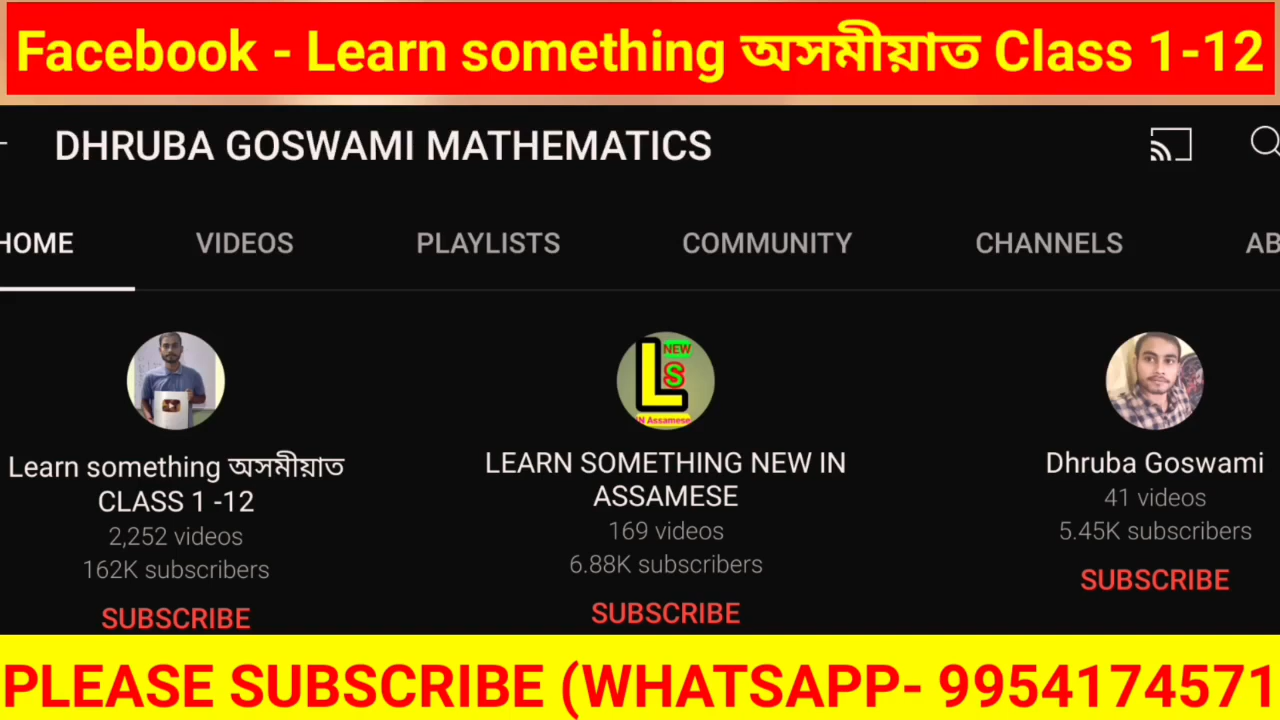 Facebook - Learn something অসমীয়াত Class 1-12
DHRUBA GOSWAMI MATHEMATICS
HOME VIDEOS PLAYLISTS COMMUNITY CHANNELS AB
NEW
L S
N Assamese
Learn something অসমীয়াত
CLASS 1 -12
2,252 videos
162K subscribers
SUBSCRIBE
LEARN SOMETHING NEW IN
ASSAMESE
169 videos
6.88K subscribers
SUBSCRIBE
Dhruba Goswami
41 videos
5.45K subscribers
SUBSCRIBE
PLEASE SUBSCRIBE (WHATSAPP- 9954174571